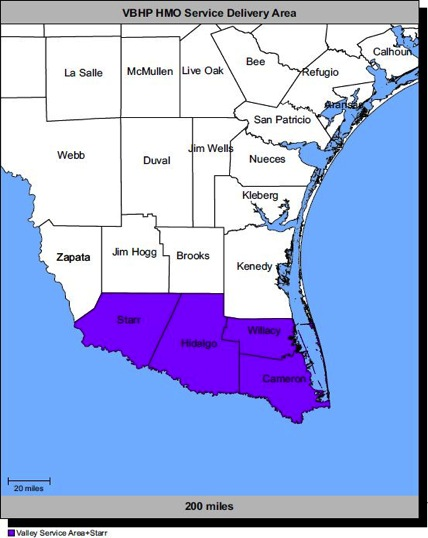 VBHP HMO Service Delivery Area
Calhoun
Bee
La Salle
McMullen
Live Oak
Refugio
Aransas
San Patricio
Webb
Duval
Jim Wells
Nueces
Kleberg
Zapata
Jim Hogg
Brooks
Kenedy
Starr
Willacy
Hidalgo
Cameron
20 miles
200 miles
Valley Service Area+Starr